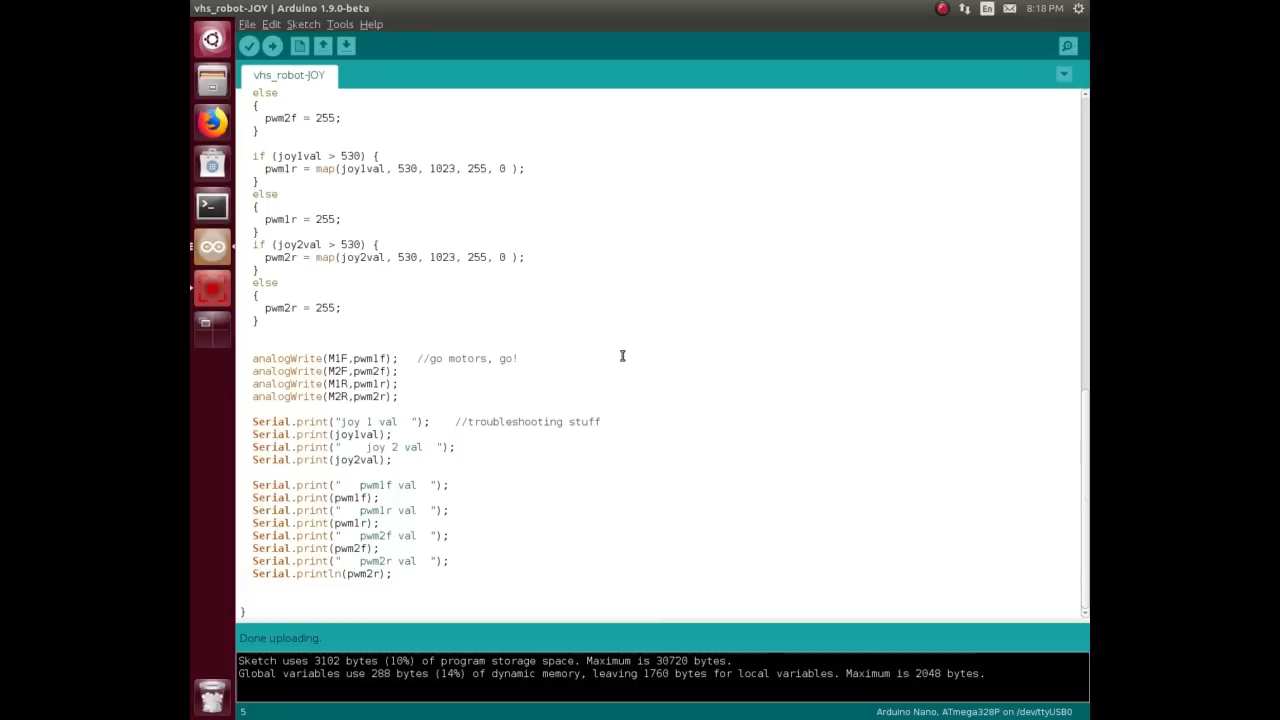 vhs_robot-JOY | Arduino 1.9.0-beta
En
8:18 PM
File Edit Sketch Tools Help
vhs_robot-JOY
else
{
pwm2f = 255;
}
if (joy1val > 530) {
pwm1r = map(joy1val, 530, 1023, 255, 0 );
}
else
{
pwm1r = 255;
}
if (joy2val > 530) {
pwm2r = map(joy2val, 530, 1023, 255, 0 );
}
else
{
pwm2r = 255;
}
analogWrite(M1F,pwm1f);   //go motors, go!
analogWrite(M2F,pwm2f);
analogWrite(M1R,pwm1r);
analogWrite(M2R,pwm2r);
Serial.print("joy 1 val  ");    //troubleshooting stuff
Serial.print(joy1val);
Serial.print("    joy 2 val  ");
Serial.print(joy2val);
Serial.print("   pwm1f val  ");
Serial.print(pwm1f);
Serial.print("   pwm1r val  ");
Serial.print(pwm1r);
Serial.print("   pwm2f val  ");
Serial.print(pwm2f);
Serial.print("   pwm2r val  ");
Serial.println(pwm2r);
}
Done uploading.
Sketch uses 3102 bytes (10%) of program storage space. Maximum is 30720 bytes.
Global variables use 288 bytes (14%) of dynamic memory, leaving 1760 bytes for local variables. Maximum is 2048 bytes.
5
Arduino Nano, ATmega328P on /dev/ttyUSB0